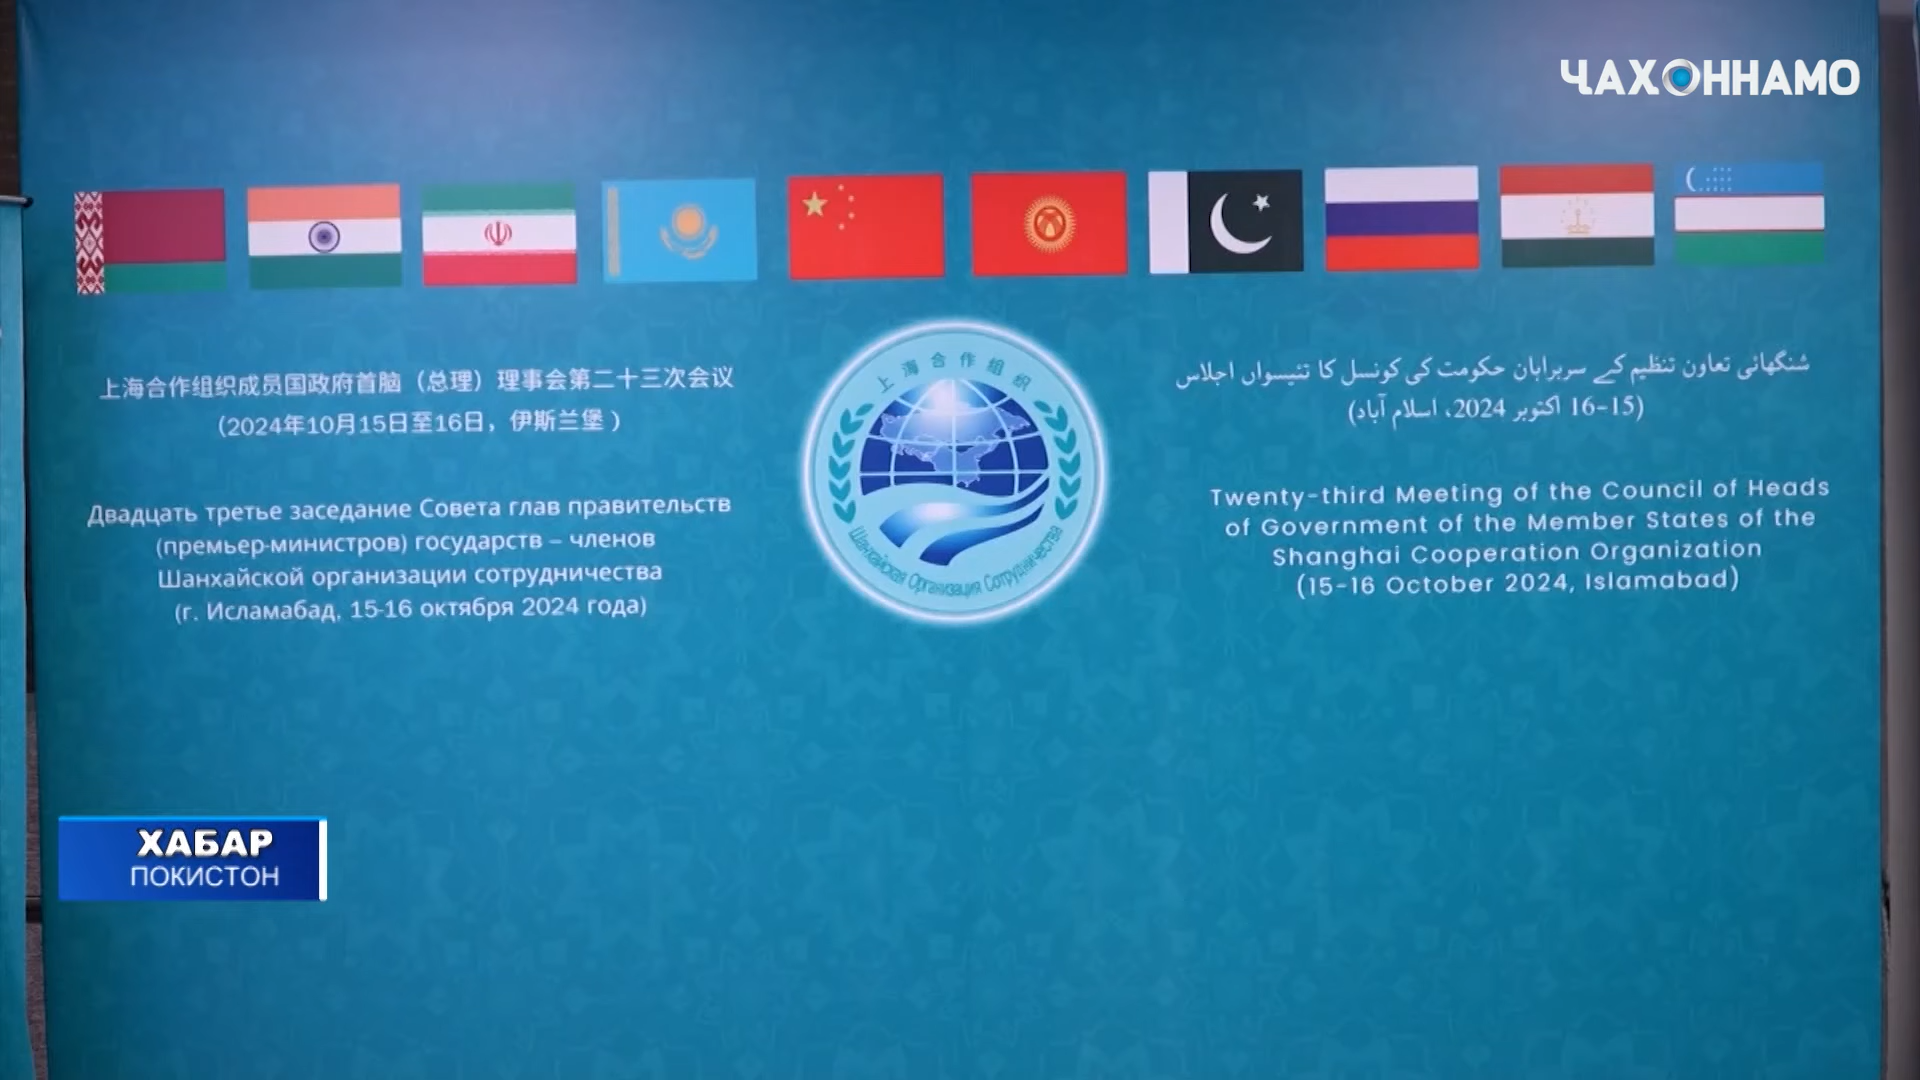 ҶАҲОННАМО
上海合作组织成员国政府首脑（总理）理事会第二十三次会议
(2024年10月15日至16日，伊斯兰堡 )
Двадцать третье заседание Совета глав правительств
(премьер-министров) государств – членов
Шанхайской организации сотрудничества
(г. Исламабад, 15-16 октября 2024 года)
上海合作组织
Шанхайская Организация Сотрудничества
شنگھائی تعاون تنظیم کے سربراہان حکومت کی کونسل کا تئیسواں اجلاس
(15-16 اکتوبر 2024، اسلام آباد)
Twenty-third Meeting of the Council of Heads
of Government of the Member States of the
Shanghai Cooperation Organization
(15-16 October 2024, Islamabad)
ХАБАР
ПОКИСТОН